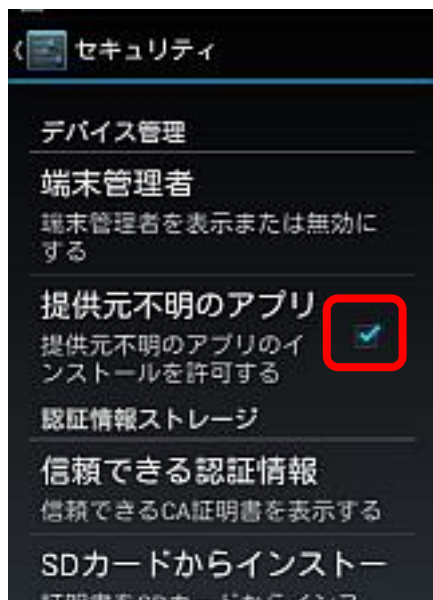 セキュリティ
デバイス管理
端末管理者
端末管理者を表示または無効に
する
提供元不明のアプリ
提供元不明のアプリのイ
ンストールを許可する
認証情報ストレージ
信頼できる認証情報
信頼できるCA証明書を表示する
SDカードからインストー